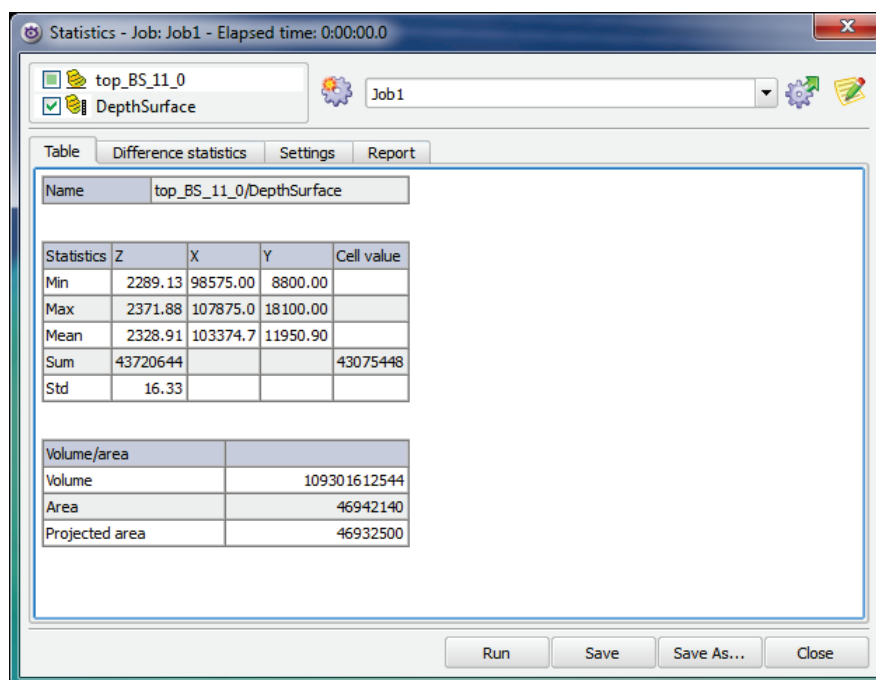 Statistics - Job: Job1 - Elapsed time: 0:00:00.0
top_BS_11_0
DepthSurface
Job1
Table Difference statistics Settings Report
Name top_BS_11_0/DepthSurface
Statistics Z X Y Cell value
Min 2289.13 98575.00 8800.00
Max 2371.88 107875.0 18100.00
Mean 2328.91 103374.7 11950.90
Sum 43720644 43075448
Std 16.33
Volume/area
Volume 109301612544
Area 46942140
Projected area 46932500
Run Save Save As... Close